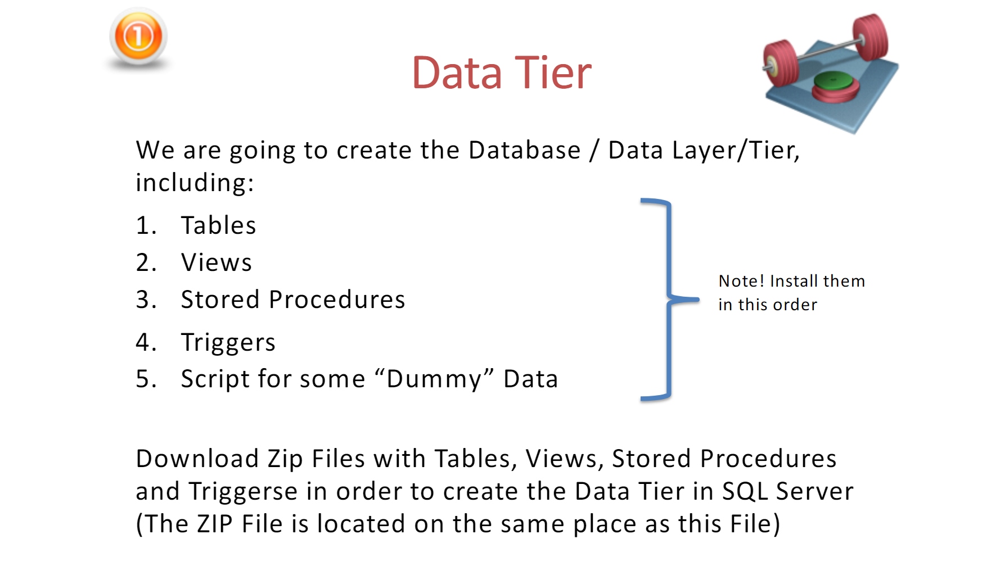 1
Data Tier
We are going to create the Database / Data Layer/Tier,
including:
1. Tables
2. Views
3. Stored Procedures
4. Triggers
5. Script for some “Dummy” Data
Note! Install them
in this order
Download Zip Files with Tables, Views, Stored Procedures
and Triggerse in order to create the Data Tier in SQL Server
(The ZIP File is located on the same place as this File)